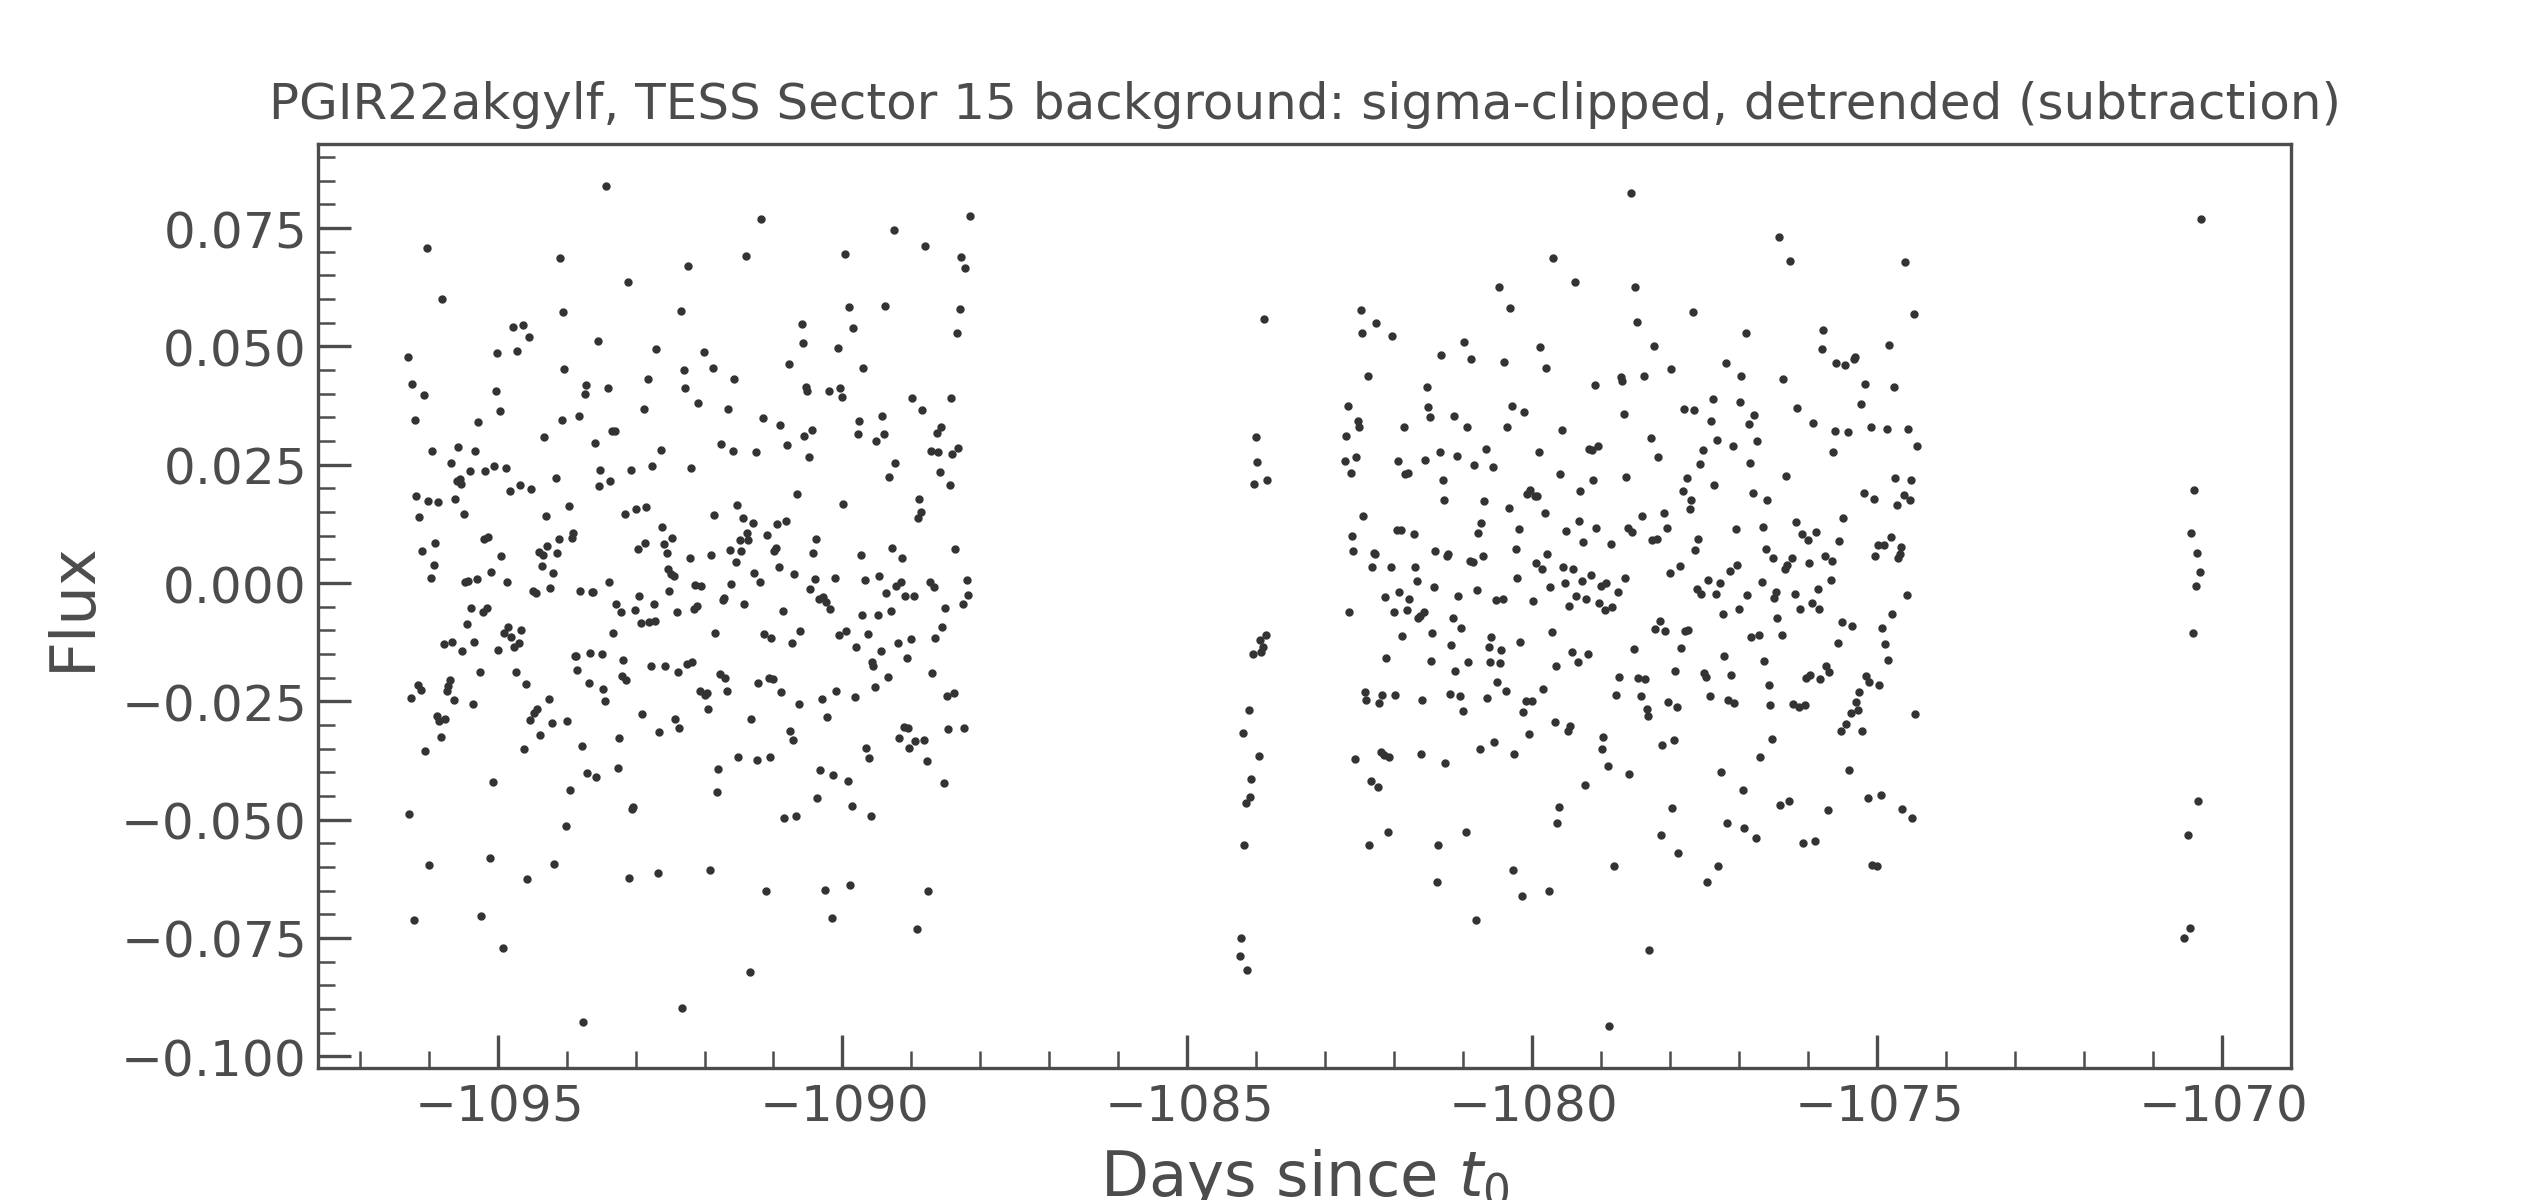 PGIR22akgylf, TESS Sector 15 background: sigma-clipped, detrended (subtraction)
Flux
0.075
0.050
0.025
0.000
−0.025
−0.050
−0.075
−0.100
−1095 −1090 −1085 −1080 −1075 −1070
Days since t₀